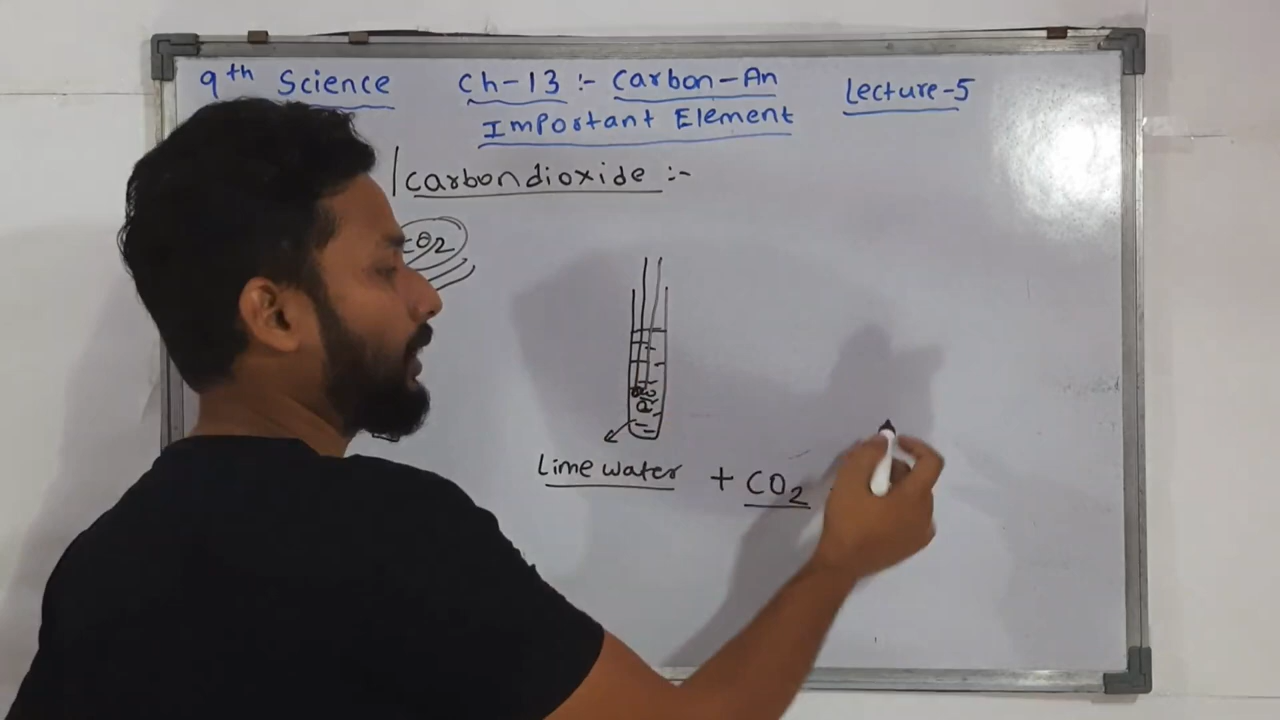 9th Science Ch-13 :- Carbon-An Lecture-5
Important Element
Carbondioxide :-
CO2
Lime water + CO2